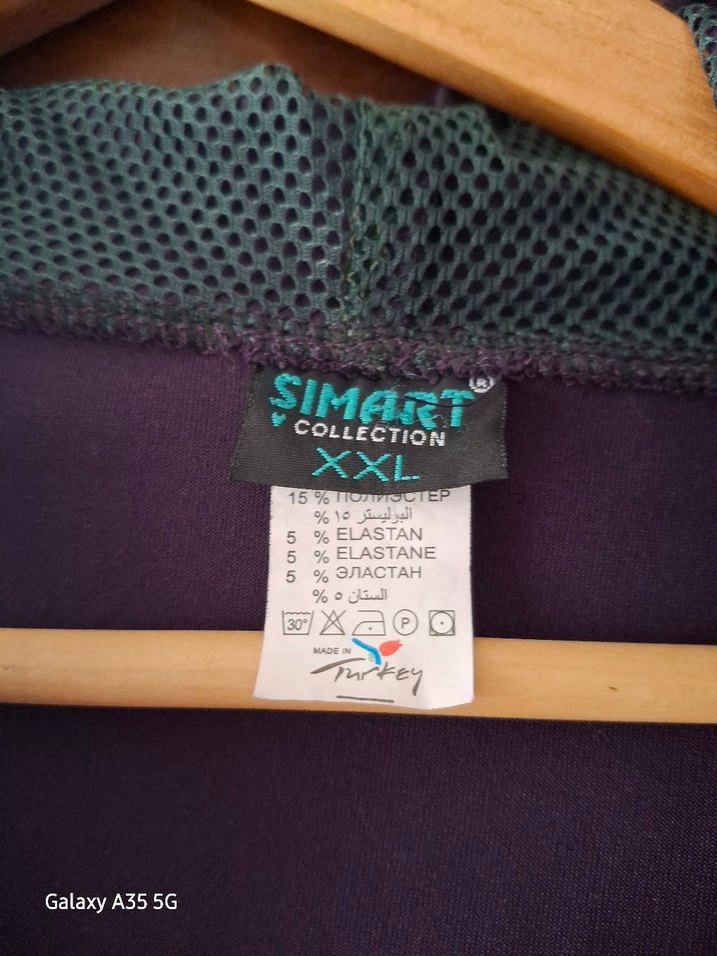 SIMART ®
COLLECTION
XXL
15 % ПОЛИЭСТЕР
% ١٥ البوليستر
5 % ELASTAN
5 % ELASTANE
5 % ЭЛАСТАН
% ٥ الستان
30° P
MADE IN
Turkey
Galaxy A35 5G